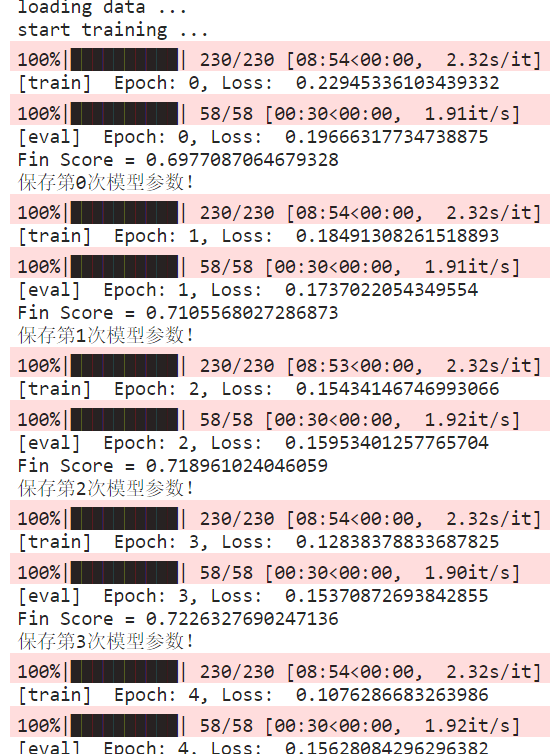 loading data ...
start training ...
100%|██████████| 230/230 [08:54<00:00,  2.32s/it]
[train]  Epoch: 0, Loss:  0.22945336103439332
100%|██████████| 58/58 [00:30<00:00,  1.91it/s]
[eval]  Epoch: 0, Loss:  0.19666317734738875
Fin Score = 0.6977087064679328
保存第0次模型参数!
100%|██████████| 230/230 [08:54<00:00,  2.32s/it]
[train]  Epoch: 1, Loss:  0.18491308261518893
100%|██████████| 58/58 [00:30<00:00,  1.91it/s]
[eval]  Epoch: 1, Loss:  0.1737022054349554
Fin Score = 0.7105568027286873
保存第1次模型参数!
100%|██████████| 230/230 [08:53<00:00,  2.32s/it]
[train]  Epoch: 2, Loss:  0.15434146746993066
100%|██████████| 58/58 [00:30<00:00,  1.92it/s]
[eval]  Epoch: 2, Loss:  0.15953401257765704
Fin Score = 0.718961024046059
保存第2次模型参数!
100%|██████████| 230/230 [08:54<00:00,  2.32s/it]
[train]  Epoch: 3, Loss:  0.12838378833687825
100%|██████████| 58/58 [00:30<00:00,  1.90it/s]
[eval]  Epoch: 3, Loss:  0.15370872693842855
Fin Score = 0.7226327690247136
保存第3次模型参数!
100%|██████████| 230/230 [08:54<00:00,  2.32s/it]
[train]  Epoch: 4, Loss:  0.1076286683263986
100%|██████████| 58/58 [00:30<00:00,  1.92it/s]
[eval]  Epoch: 4, Loss:  0.15628084296296382